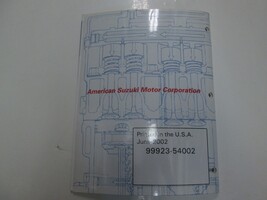 American Suzuki Motor Corporation
Printed in the U.S.A.
June 2002
99923-54002